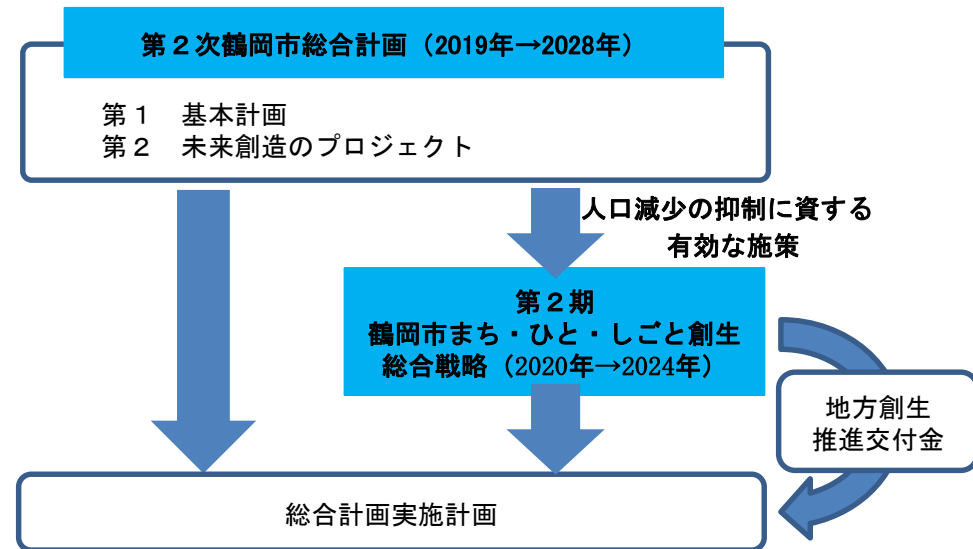 第２次鶴岡市総合計画（2019年→2028年）
第１　基本計画
第２　未来創造のプロジェクト
人口減少の抑制に資する
有効な施策
第２期
鶴岡市まち・ひと・しごと創生
総合戦略（2020年→2024年）
地方創生
推進交付金
総合計画実施計画